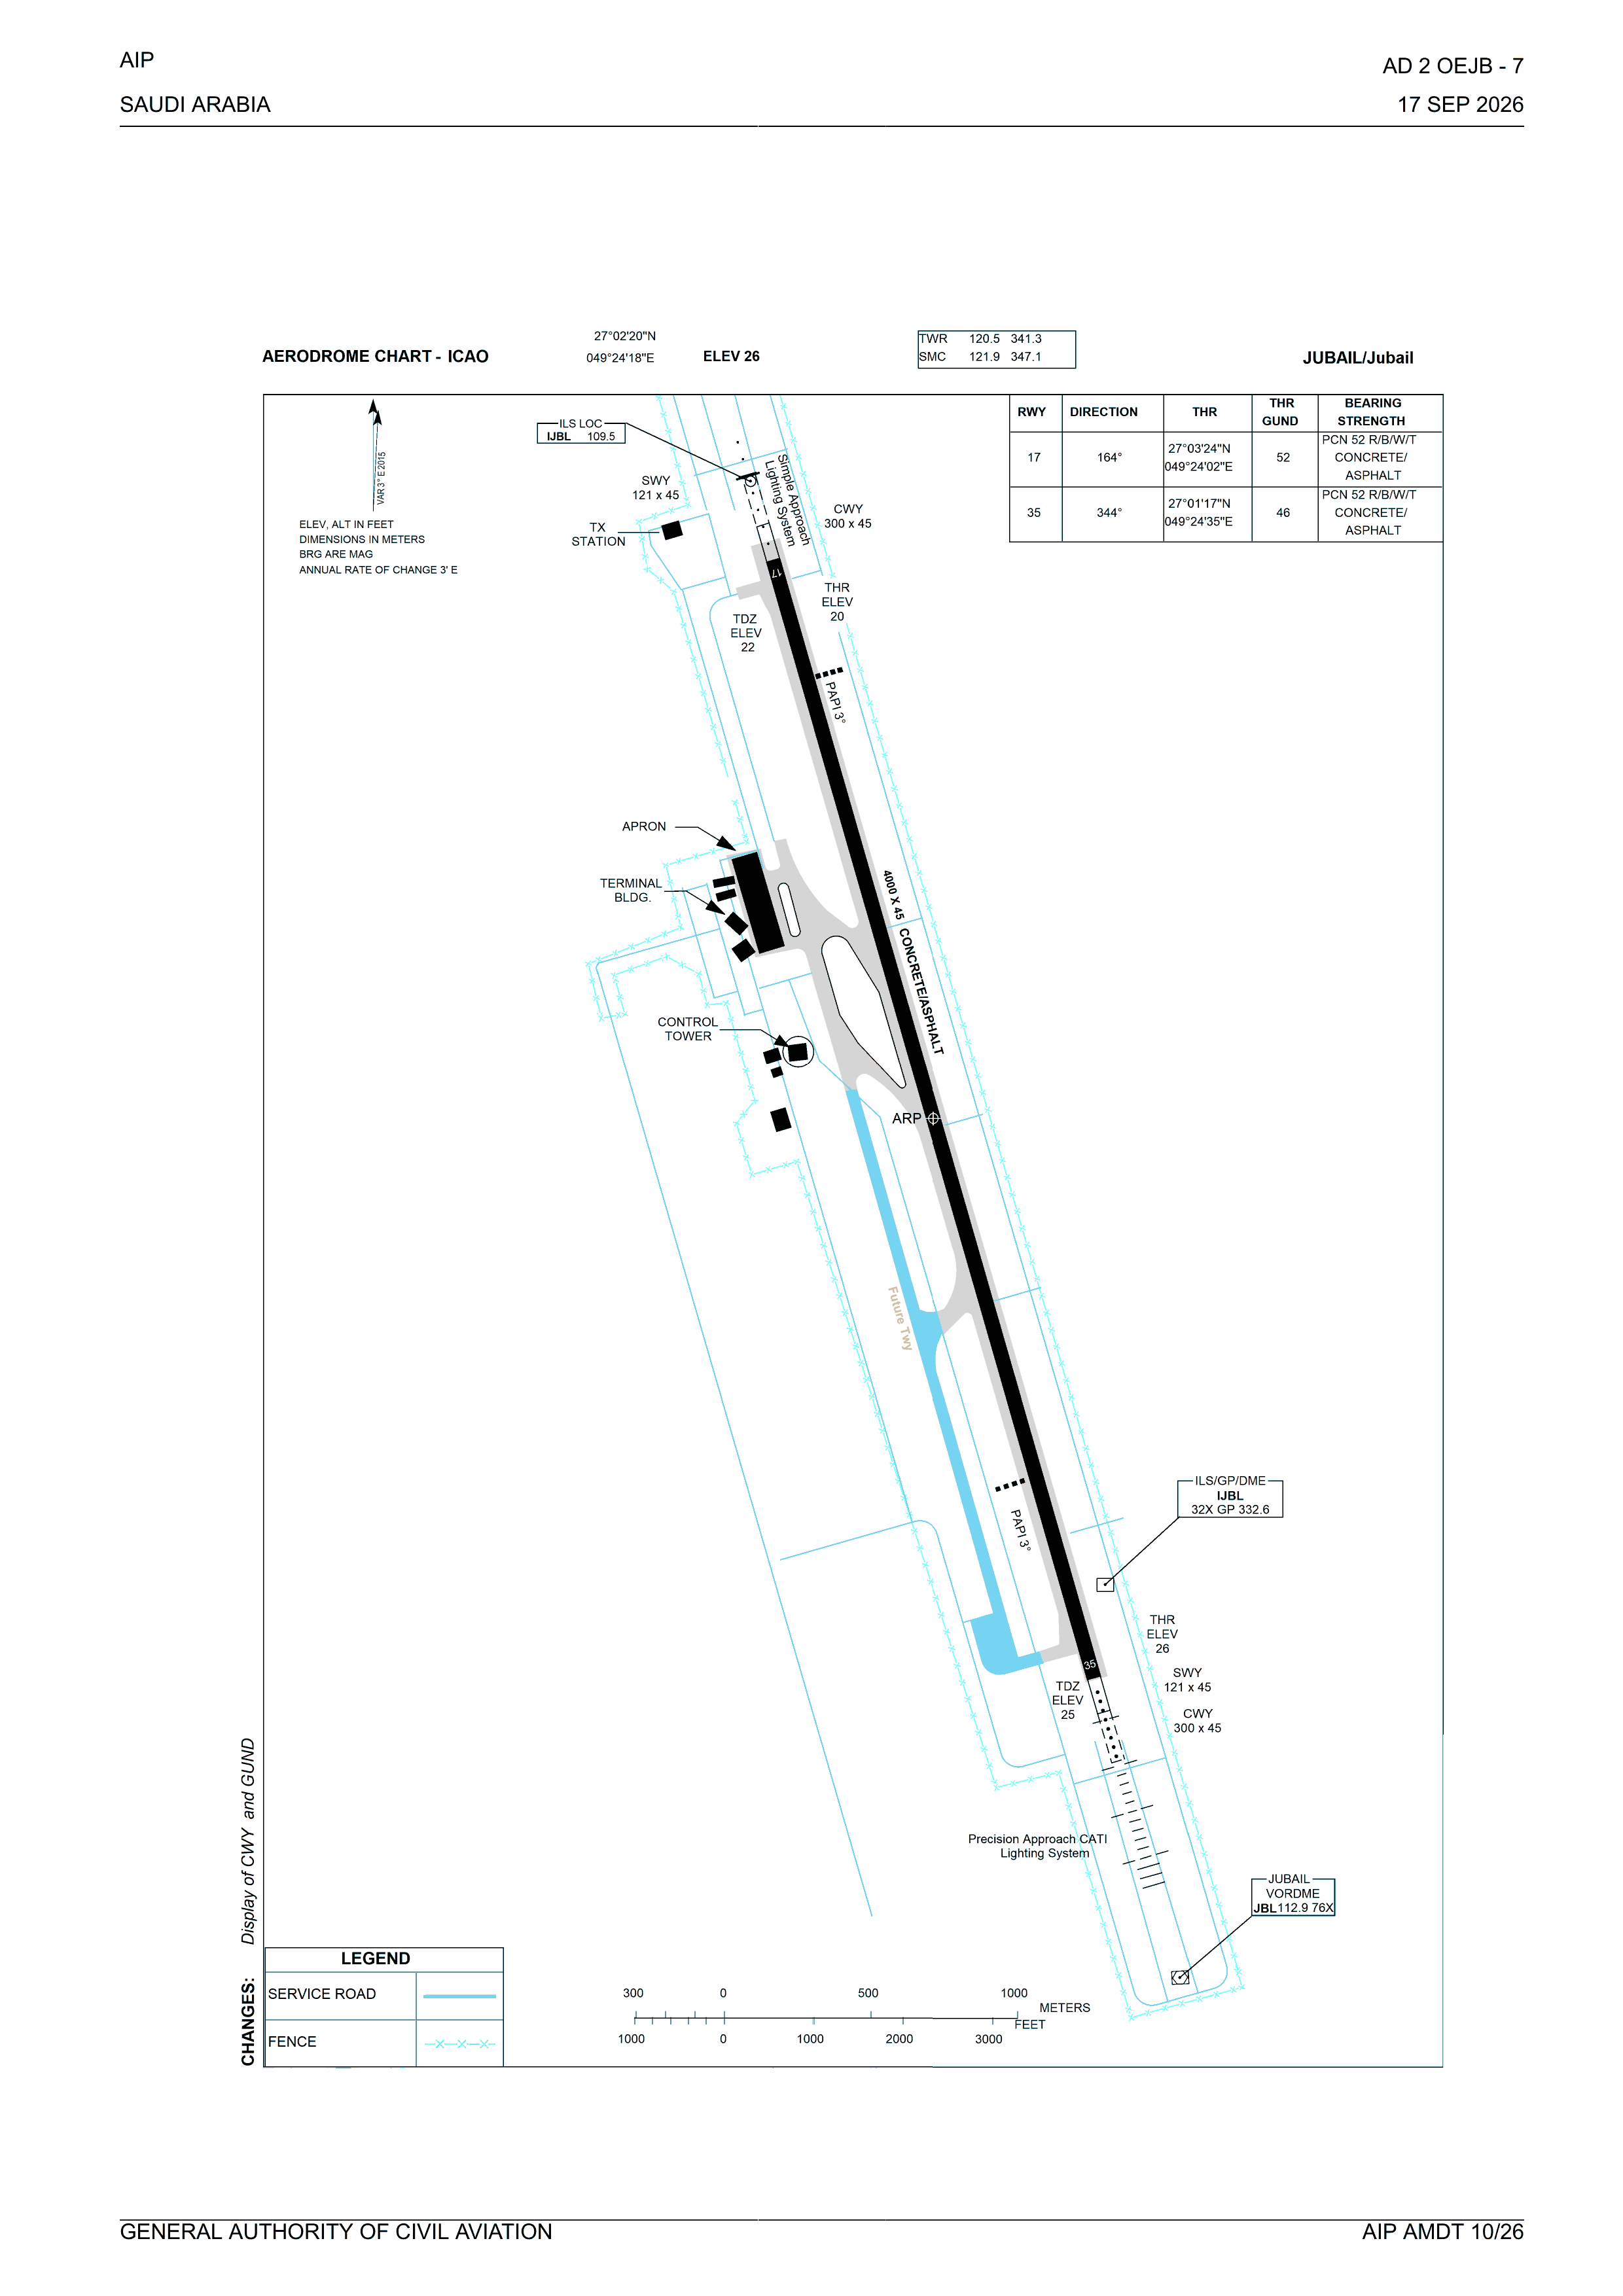 AIP
AD 2 OEJB - 7
SAUDI ARABIA
17 SEP 2026
AERODROME CHART - ICAO
27°02'20"N
049°24'18"E
ELEV 26
TWR 120.5 341.3
SMC 121.9 347.1
JUBAIL/Jubail
VAR 3° E 2015
ELEV, ALT IN FEET
DIMENSIONS IN METERS
BRG ARE MAG
ANNUAL RATE OF CHANGE 3' E
RWY DIRECTION THR THR GUND BEARING STRENGTH
17 164° 27°03'24"N 049°24'02"E 52 PCN 52 R/B/W/T CONCRETE/ ASPHALT
35 344° 27°01'17"N 049°24'35"E 46 PCN 52 R/B/W/T CONCRETE/ ASPHALT
ILS LOC
IJBL 109.5
SWY
121 x 45
Simple Approach
Lighting System
CWY
300 x 45
TX
STATION
17
THR
ELEV
20
TDZ
ELEV
22
PAPI 3°
APRON
TERMINAL
BLDG.
4000 X 45 CONCRETE/ASPHALT
CONTROL
TOWER
ARP
Future Twy
PAPI 3°
ILS/GP/DME
IJBL
32X GP 332.6
THR
ELEV
26
35
SWY
121 x 45
TDZ
ELEV
25
CWY
300 x 45
Precision Approach CATI
Lighting System
JUBAIL
VORDME
JBL 112.9 76X
CHANGES: Display of CWY and GUND
LEGEND
SERVICE ROAD
FENCE
300 0 500 1000
METERS
FEET
1000 0 1000 2000 3000
GENERAL AUTHORITY OF CIVIL AVIATION
AIP AMDT 10/26